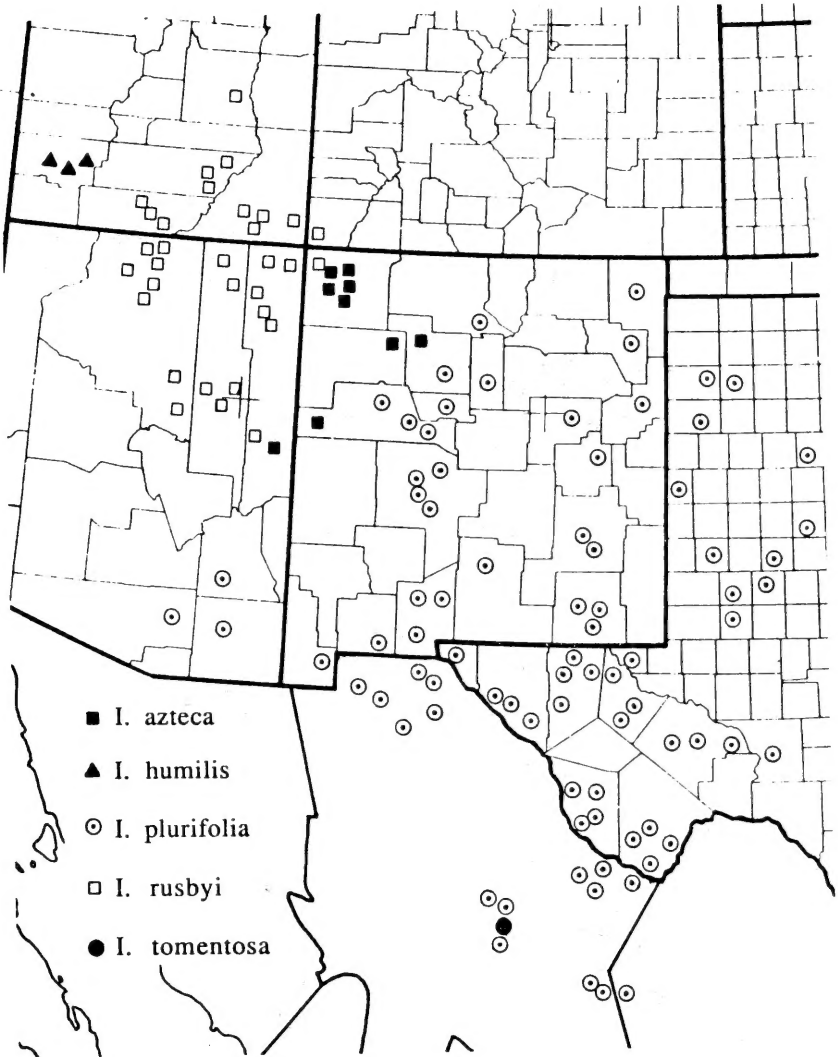 I. azteca
I. humilis
I. plurifolia
I. rusbyi
I. tomentosa